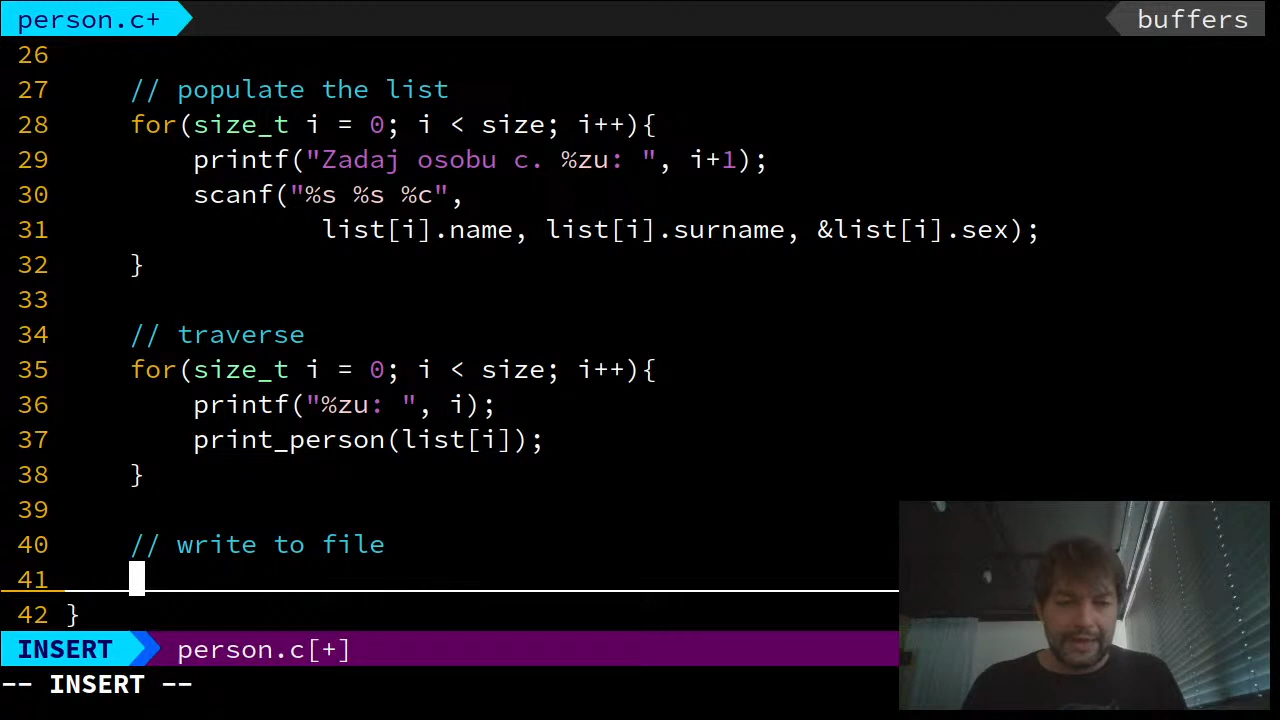 person.c+ buffers
26
27 // populate the list
28 for(size_t i = 0; i < size; i++){
29 printf("Zadaj osobu c. %zu: ", i+1);
30 scanf("%s %s %c",
31 list[i].name, list[i].surname, &list[i].sex);
32 }
33
34 // traverse
35 for(size_t i = 0; i < size; i++){
36 printf("%zu: ", i);
37 print_person(list[i]);
38 }
39
40 // write to file
41
42 }
INSERT person.c[+]
-- INSERT --